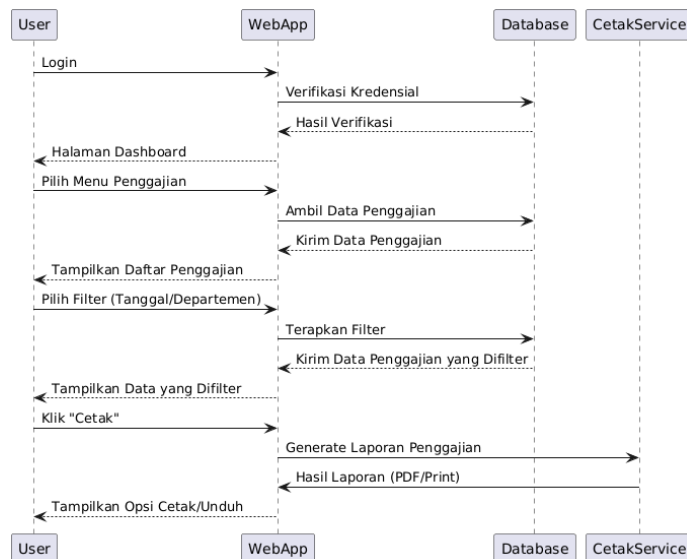 User WebApp Database CetakService
Login
Verifikasi Kredensial
Hasil Verifikasi
Halaman Dashboard
Pilih Menu Penggajian
Ambil Data Penggajian
Kirim Data Penggajian
Tampilkan Daftar Penggajian
Pilih Filter (Tanggal/Departemen)
Terapkan Filter
Kirim Data Penggajian yang Difilter
Tampilkan Data yang Difilter
Klik "Cetak"
Generate Laporan Penggajian
Hasil Laporan (PDF/Print)
Tampilkan Opsi Cetak/Unduh
User WebApp Database CetakService